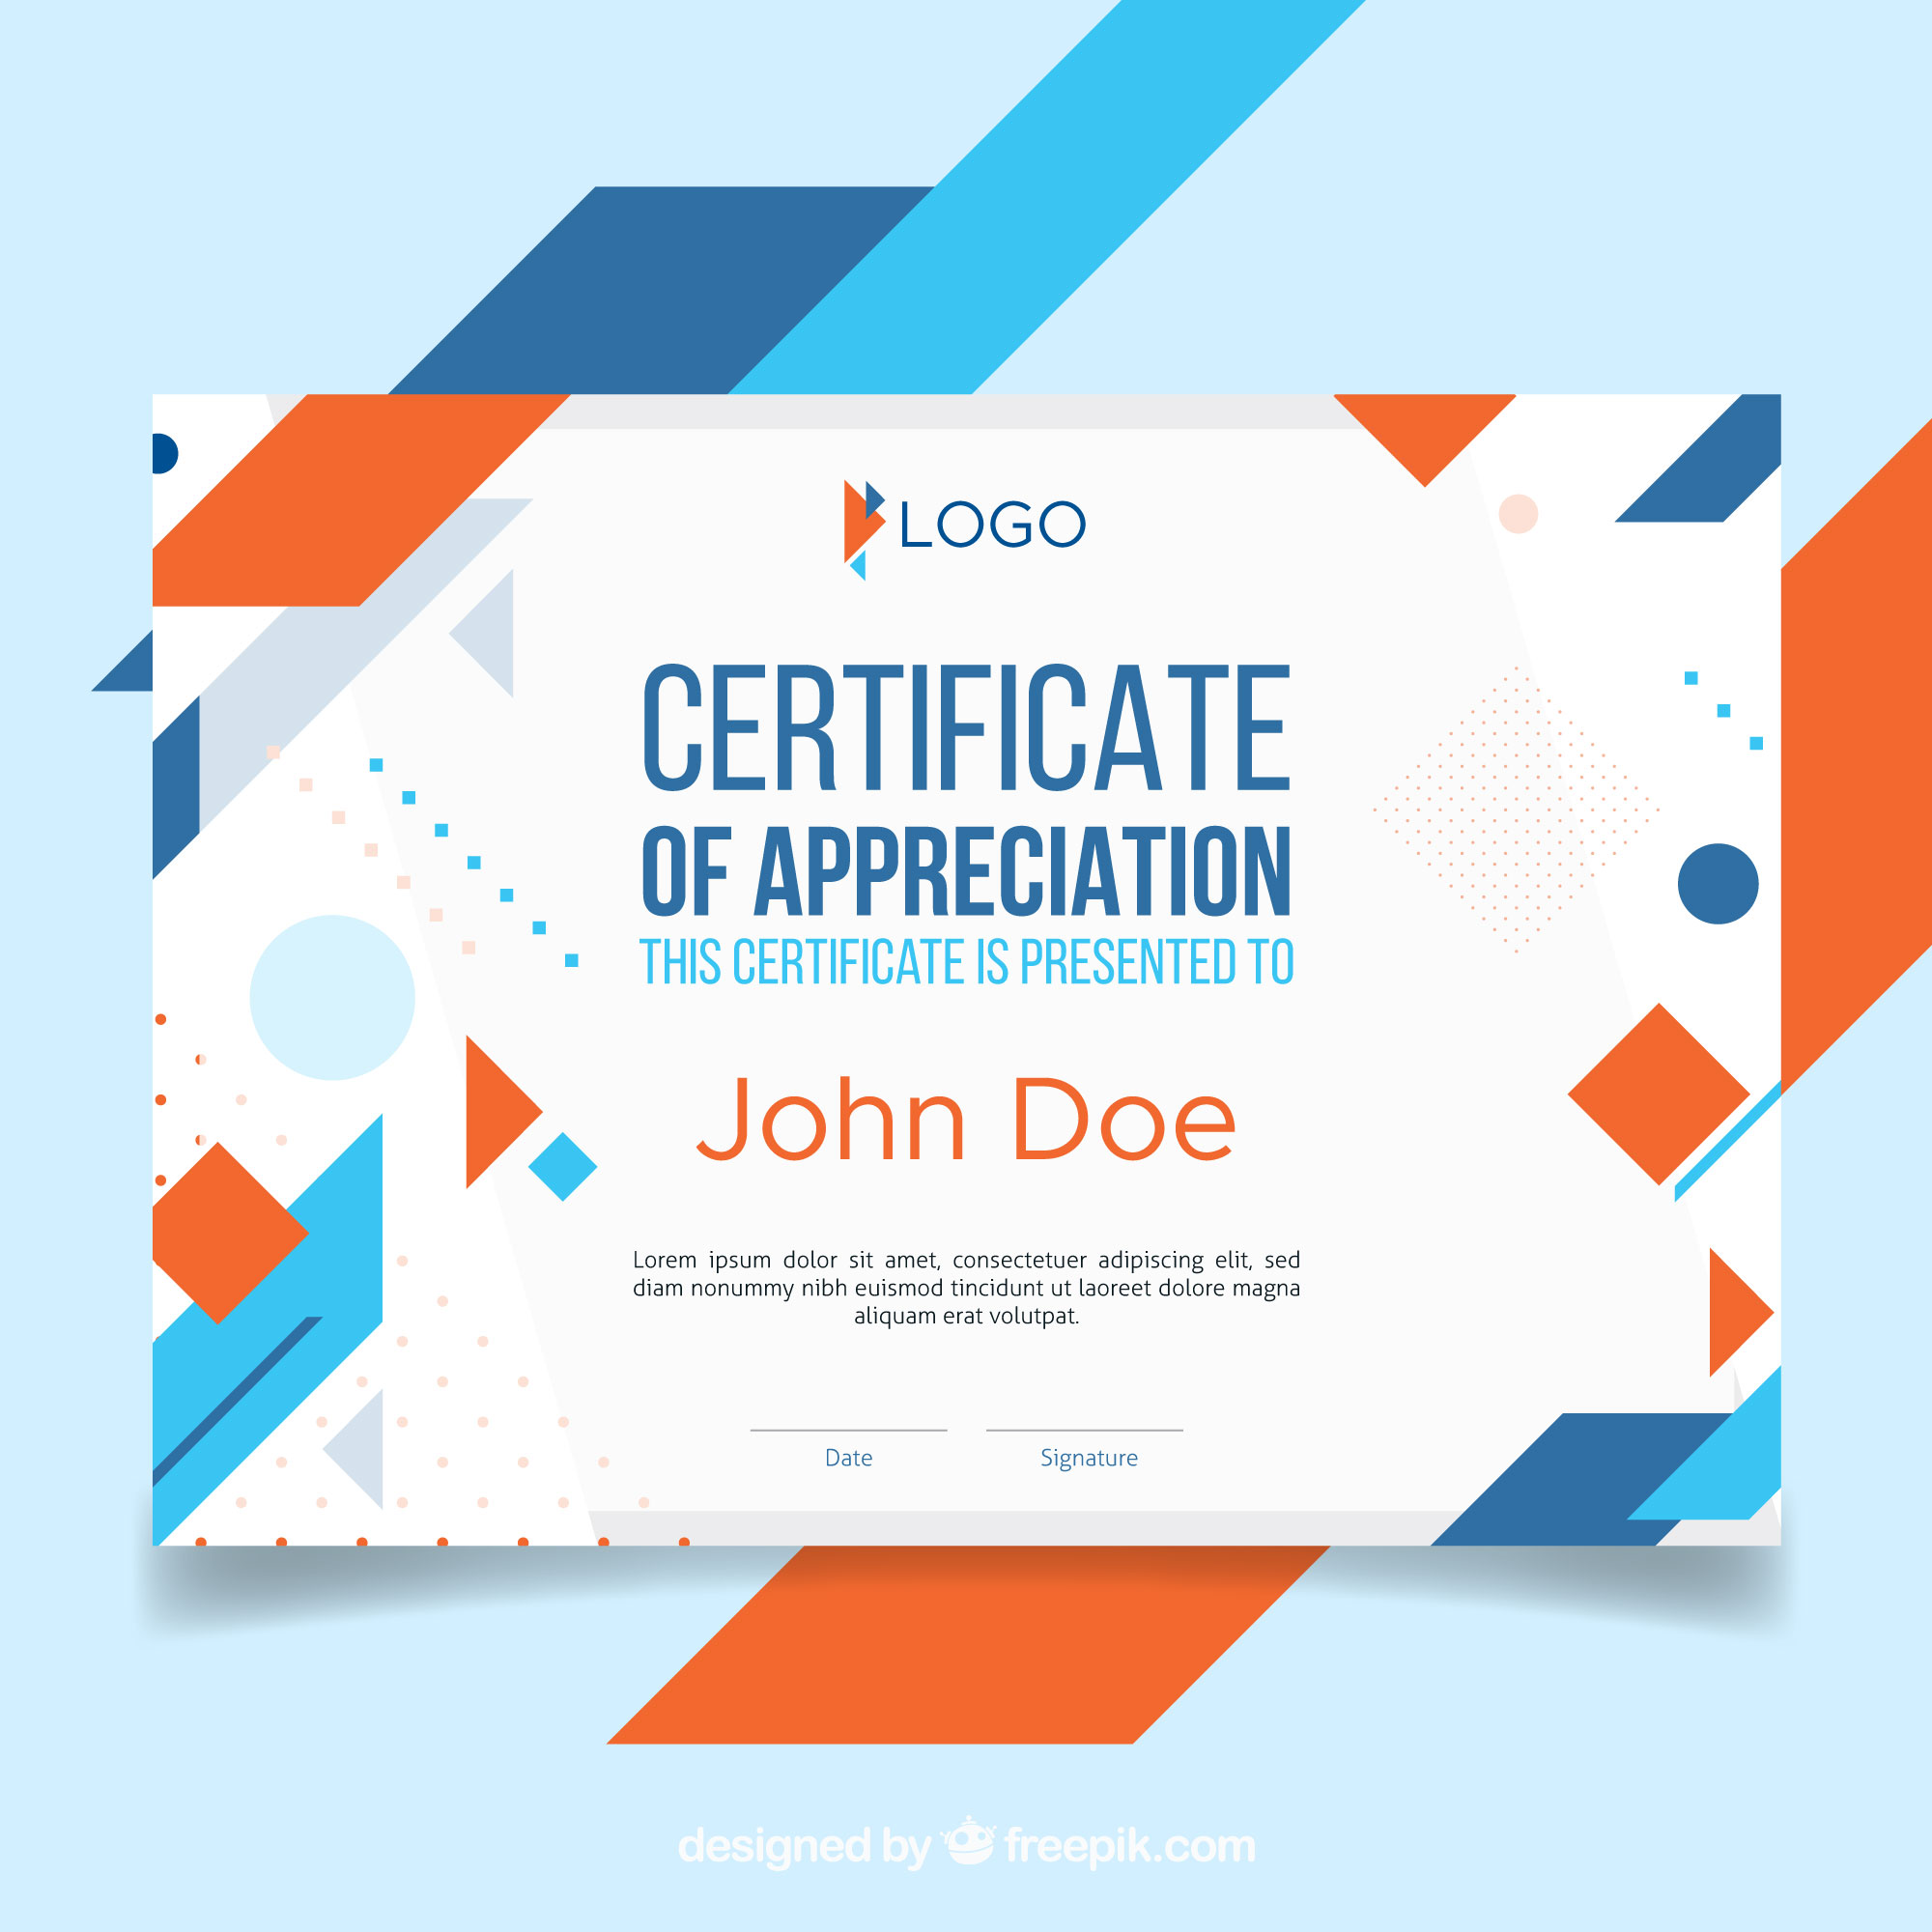 LOGO
CERTIFICATE
OF APPRECIATION
THIS CERTIFICATE IS PRESENTED TO
John Doe
Lorem ipsum dolor sit amet, consectetuer adipiscing elit, sed
diam nonummy nibh euismod tincidunt ut laoreet dolore magna
aliquam erat volutpat.
Date
Signature
designed by freepik.com